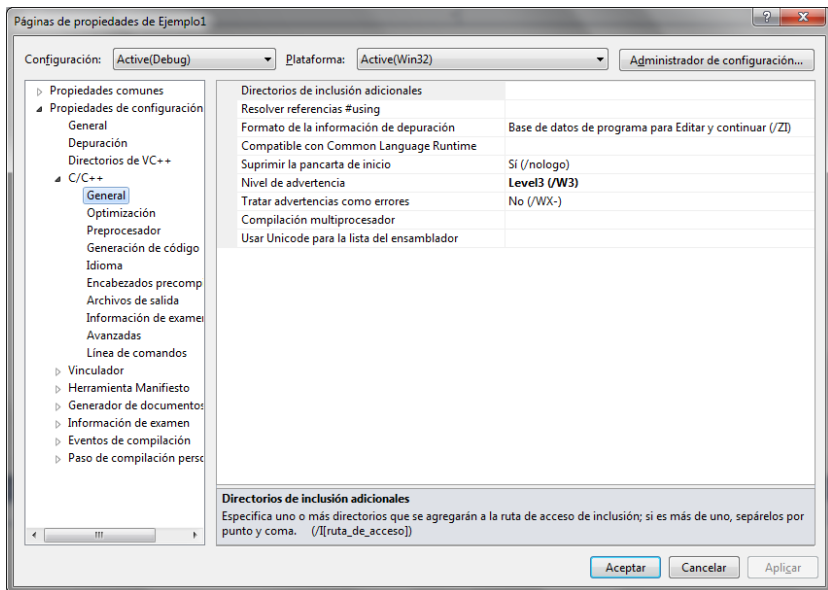 Páginas de propiedades de Ejemplo1
Configuración: Active(Debug) Plataforma: Active(Win32) Administrador de configuración...
Propiedades comunes
Propiedades de configuración
General
Depuración
Directorios de VC++
C/C++
General
Optimización
Preprocesador
Generación de código
Idioma
Encabezados precomp
Archivos de salida
Información de examen
Avanzadas
Línea de comandos
Vinculador
Herramienta Manifiesto
Generador de documentos
Información de examen
Eventos de compilación
Paso de compilación persc
Directorios de inclusión adicionales
Resolver referencias #using
Formato de la información de depuración Base de datos de programa para Editar y continuar (/ZI)
Compatible con Common Language Runtime
Suprimir la pancarta de inicio Sí (/nologo)
Nivel de advertencia Level3 (/W3)
Tratar advertencias como errores No (/WX-)
Compilación multiprocesador
Usar Unicode para la lista del ensamblador
Directorios de inclusión adicionales
Especifica uno o más directorios que se agregarán a la ruta de acceso de inclusión; si es más de uno, sepárelos por
punto y coma. (/I[ruta_de_acceso])
Aceptar Cancelar Aplicar